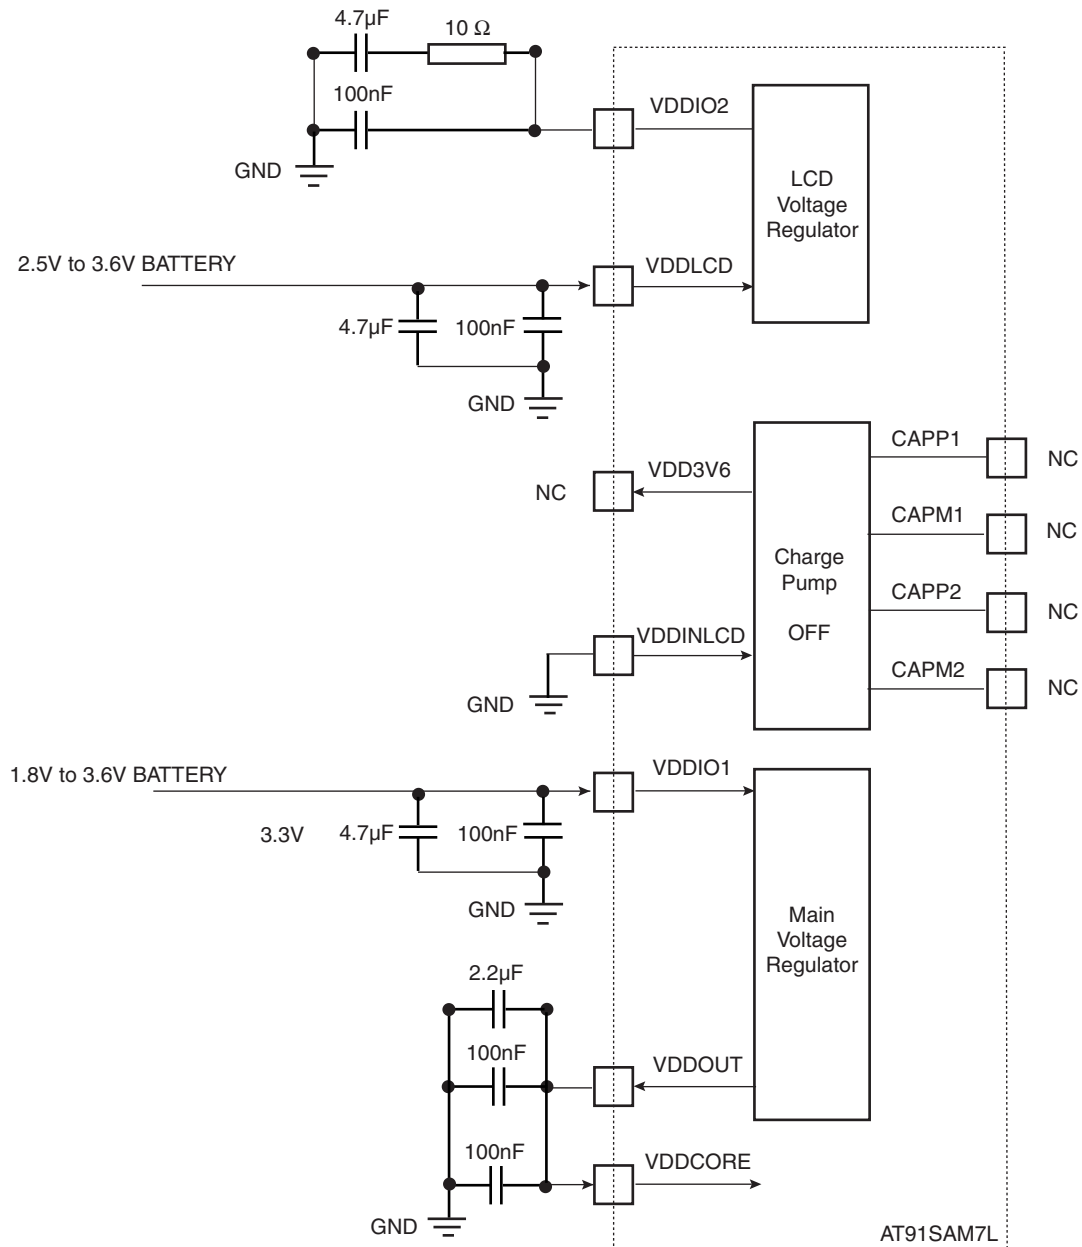 4.7µF
10 Ω
100nF
VDDIO2
GND
LCD
Voltage
Regulator
2.5V to 3.6V BATTERY
VDDLCD
4.7µF
100nF
GND
CAPP1
NC
VDD3V6
NC
CAPM1
NC
Charge
Pump
OFF
CAPP2
NC
VDDINLCD
CAPM2
NC
GND
VDDIO1
1.8V to 3.6V BATTERY
3.3V
4.7µF
100nF
GND
Main
Voltage
Regulator
2.2µF
100nF
VDDOUT
100nF
VDDCORE
GND
AT91SAM7L